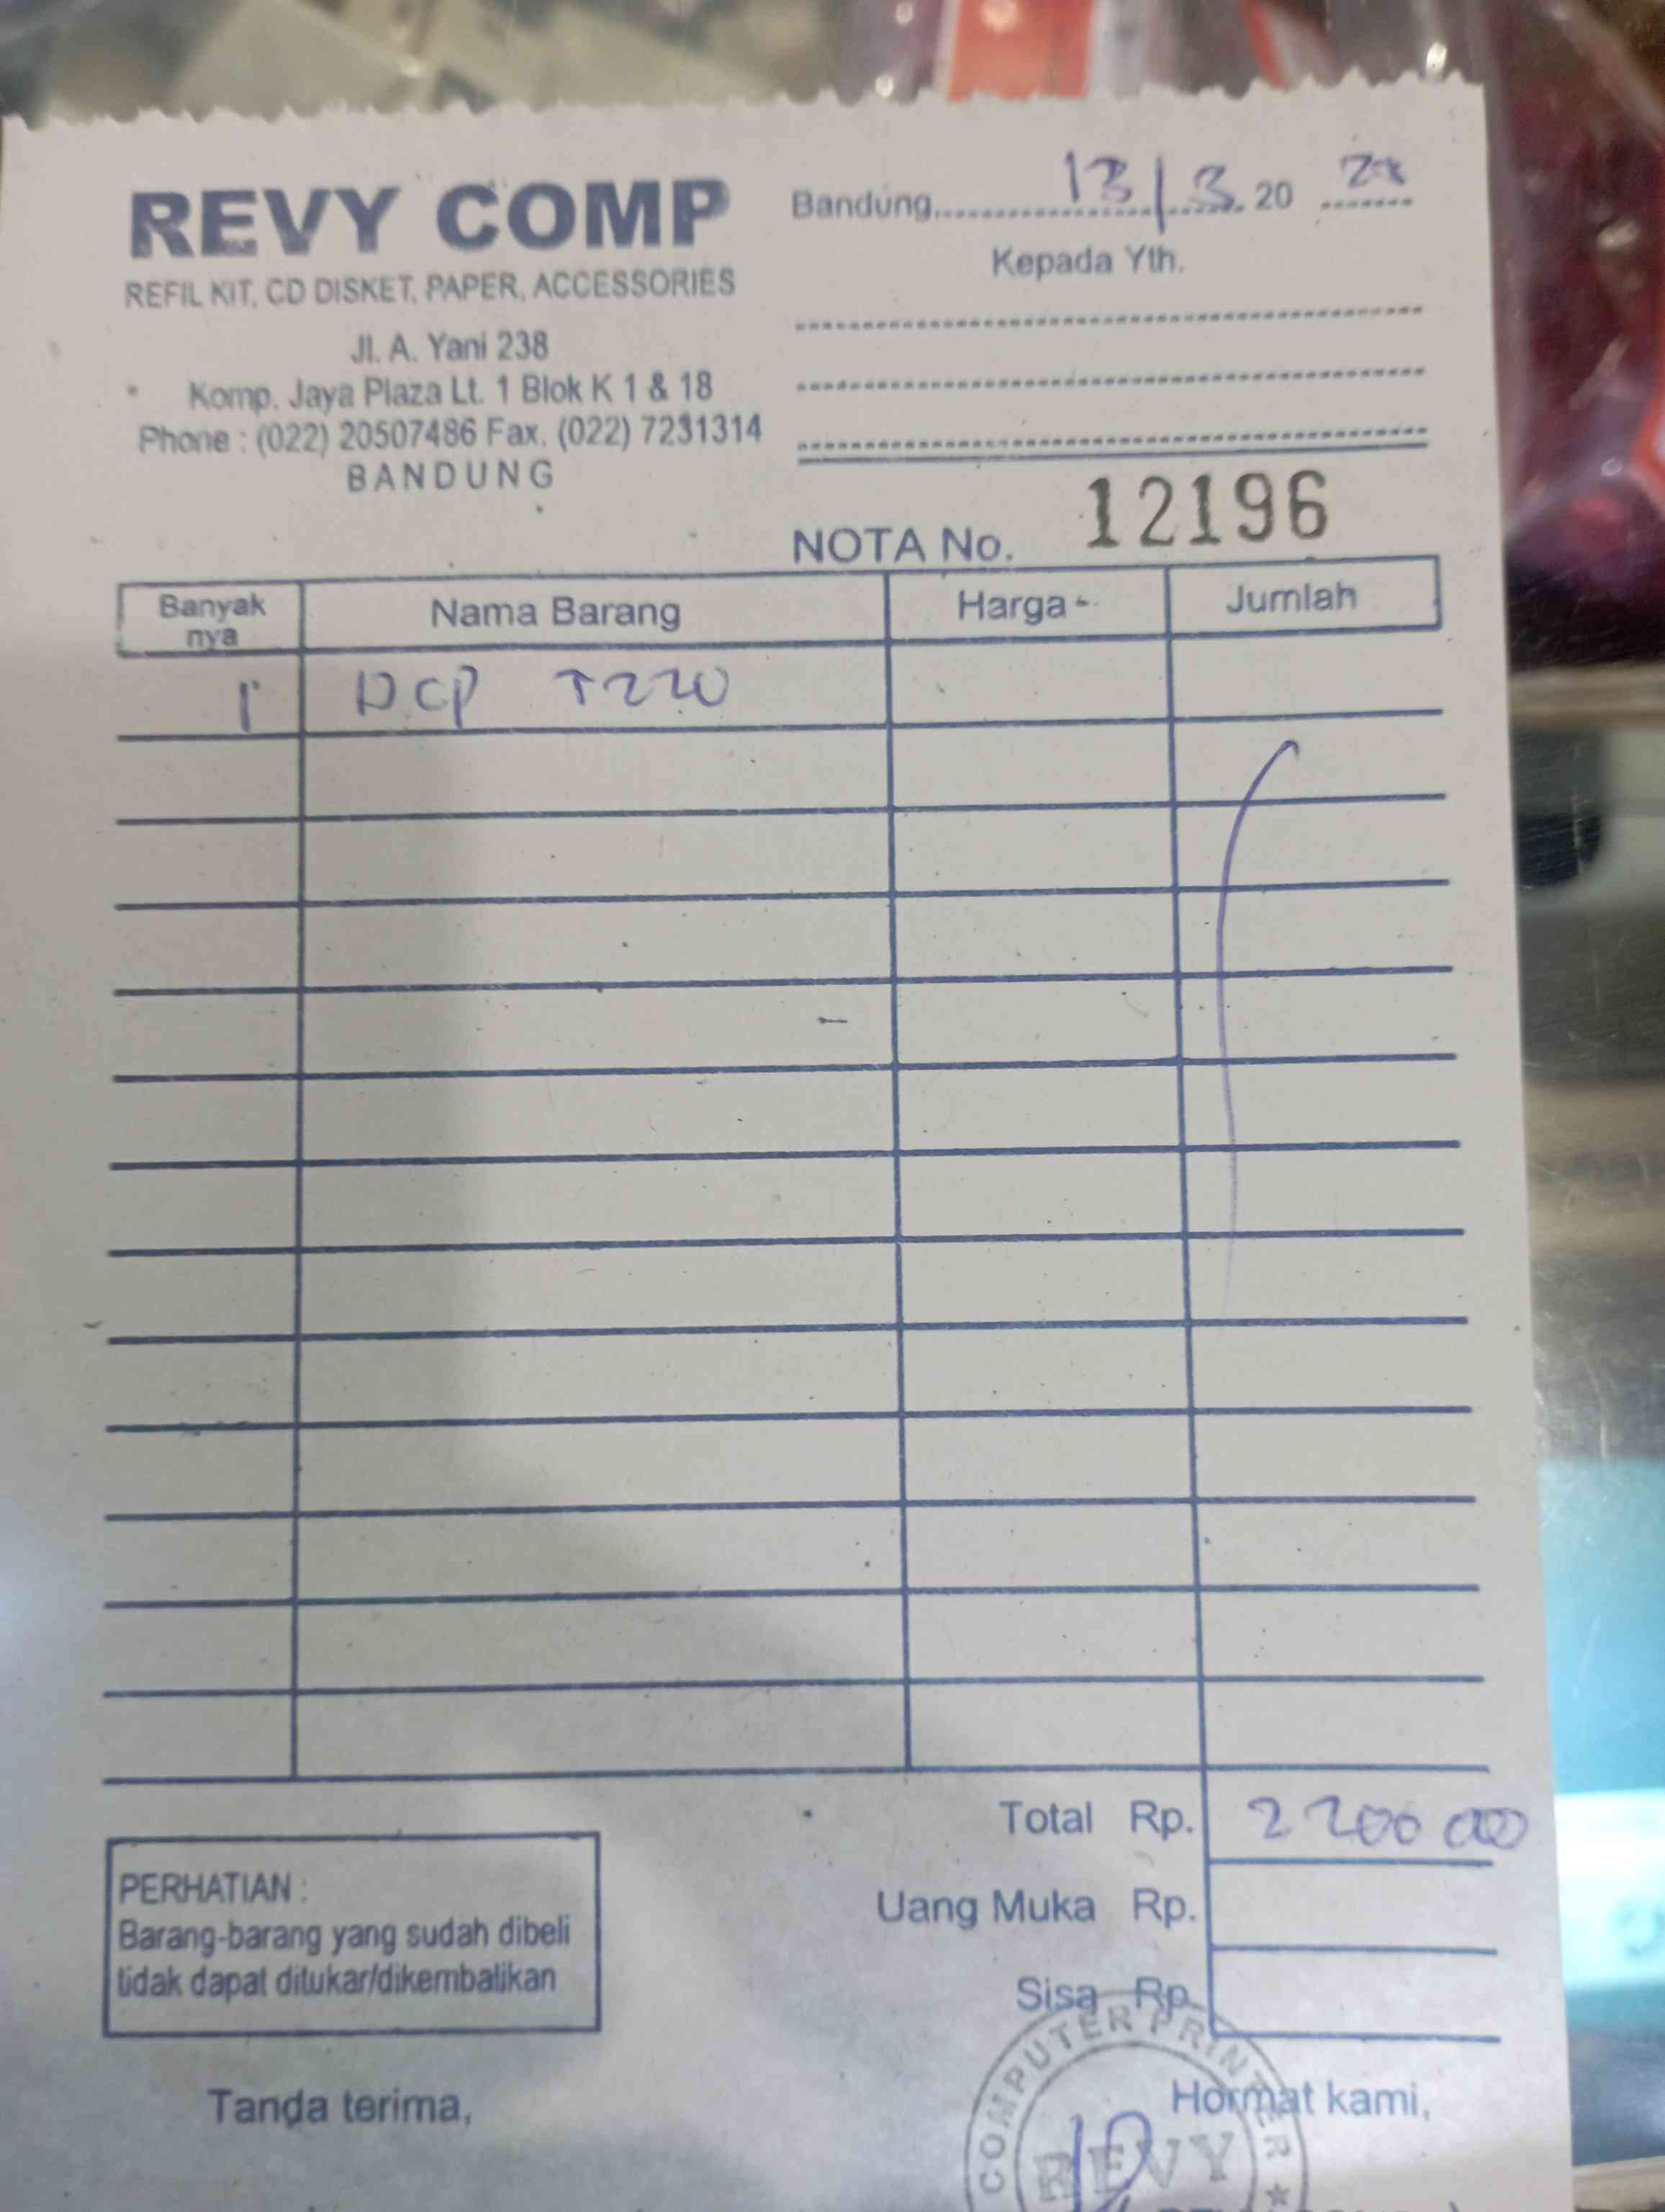 REVY COMP
REFIL KIT, CD DISKET, PAPER, ACCESSORIES
Jl. A. Yani 238
Komp. Jaya Plaza Lt. 1 Blok K 1 & 18
Phone : (022) 20507486 Fax. (022) 7231314
BANDUNG
Bandung, 13/3 20
Kepada Yth.
NOTA No. 12196
Banyak nya Nama Barang Harga Jumlah
1 DCP T220
Total Rp. 2200 000
Uang Muka Rp.
Sisa Rp.
PERHATIAN :
Barang-barang yang sudah dibeli
tidak dapat ditukar/dikembalikan
Tanda terima,
Hormat kami,
COMPUTER PRINTER
REVY